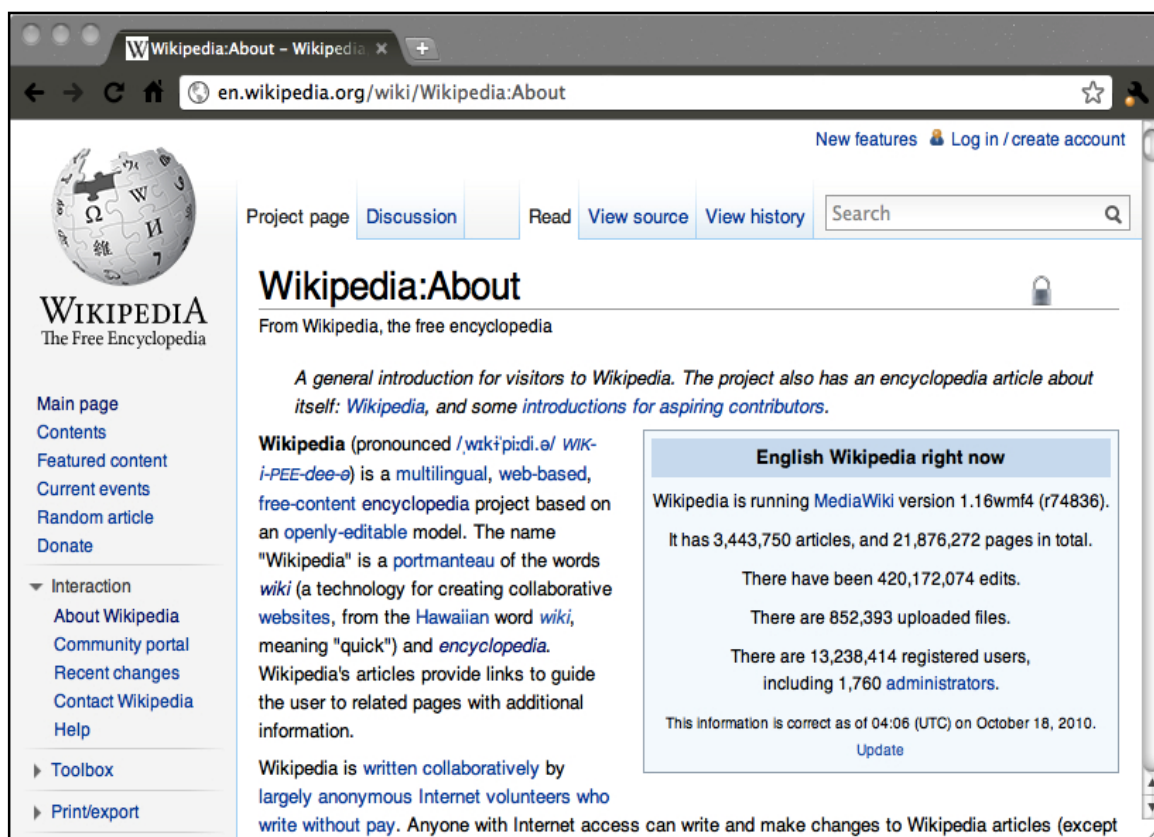 Wikipedia:About – Wikipedia
en.wikipedia.org/wiki/Wikipedia:About
New features Log in / create account
Project page Discussion Read View source View history Search
WIKIPEDIA
The Free Encyclopedia
Main page
Contents
Featured content
Current events
Random article
Donate
Interaction
About Wikipedia
Community portal
Recent changes
Contact Wikipedia
Help
Toolbox
Print/export
Wikipedia:About
From Wikipedia, the free encyclopedia
A general introduction for visitors to Wikipedia. The project also has an encyclopedia article about
itself: Wikipedia, and some introductions for aspiring contributors.
Wikipedia (pronounced /ˌwɪkɨˈpiːdi.ə/ WIK-
i-PEE-dee-ə) is a multilingual, web-based,
free-content encyclopedia project based on
an openly-editable model. The name
"Wikipedia" is a portmanteau of the words
wiki (a technology for creating collaborative
websites, from the Hawaiian word wiki,
meaning "quick") and encyclopedia.
Wikipedia's articles provide links to guide
the user to related pages with additional
information.
Wikipedia is written collaboratively by
largely anonymous Internet volunteers who
write without pay. Anyone with Internet access can write and make changes to Wikipedia articles (except
English Wikipedia right now
Wikipedia is running MediaWiki version 1.16wmf4 (r74836).
It has 3,443,750 articles, and 21,876,272 pages in total.
There have been 420,172,074 edits.
There are 852,393 uploaded files.
There are 13,238,414 registered users,
including 1,760 administrators.
This information is correct as of 04:06 (UTC) on October 18, 2010.
Update